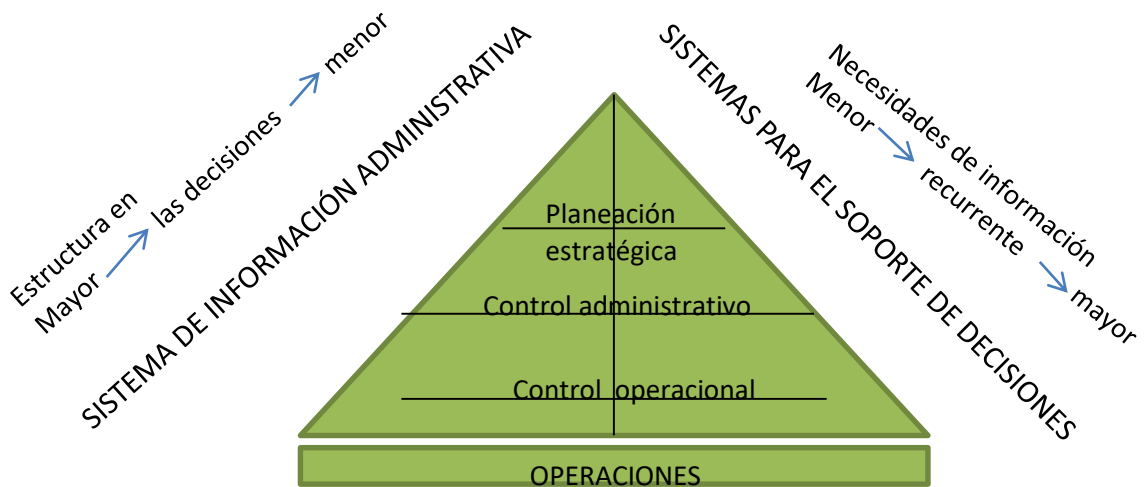 Estructura en
Mayor las decisiones menor
SISTEMA DE INFORMACIÓN ADMINISTRATIVA
SISTEMAS PARA EL SOPORTE DE DECISIONES
Necesidades de información
Menor recurrente mayor
Planeación
estratégica
Control administrativo
Control operacional
OPERACIONES